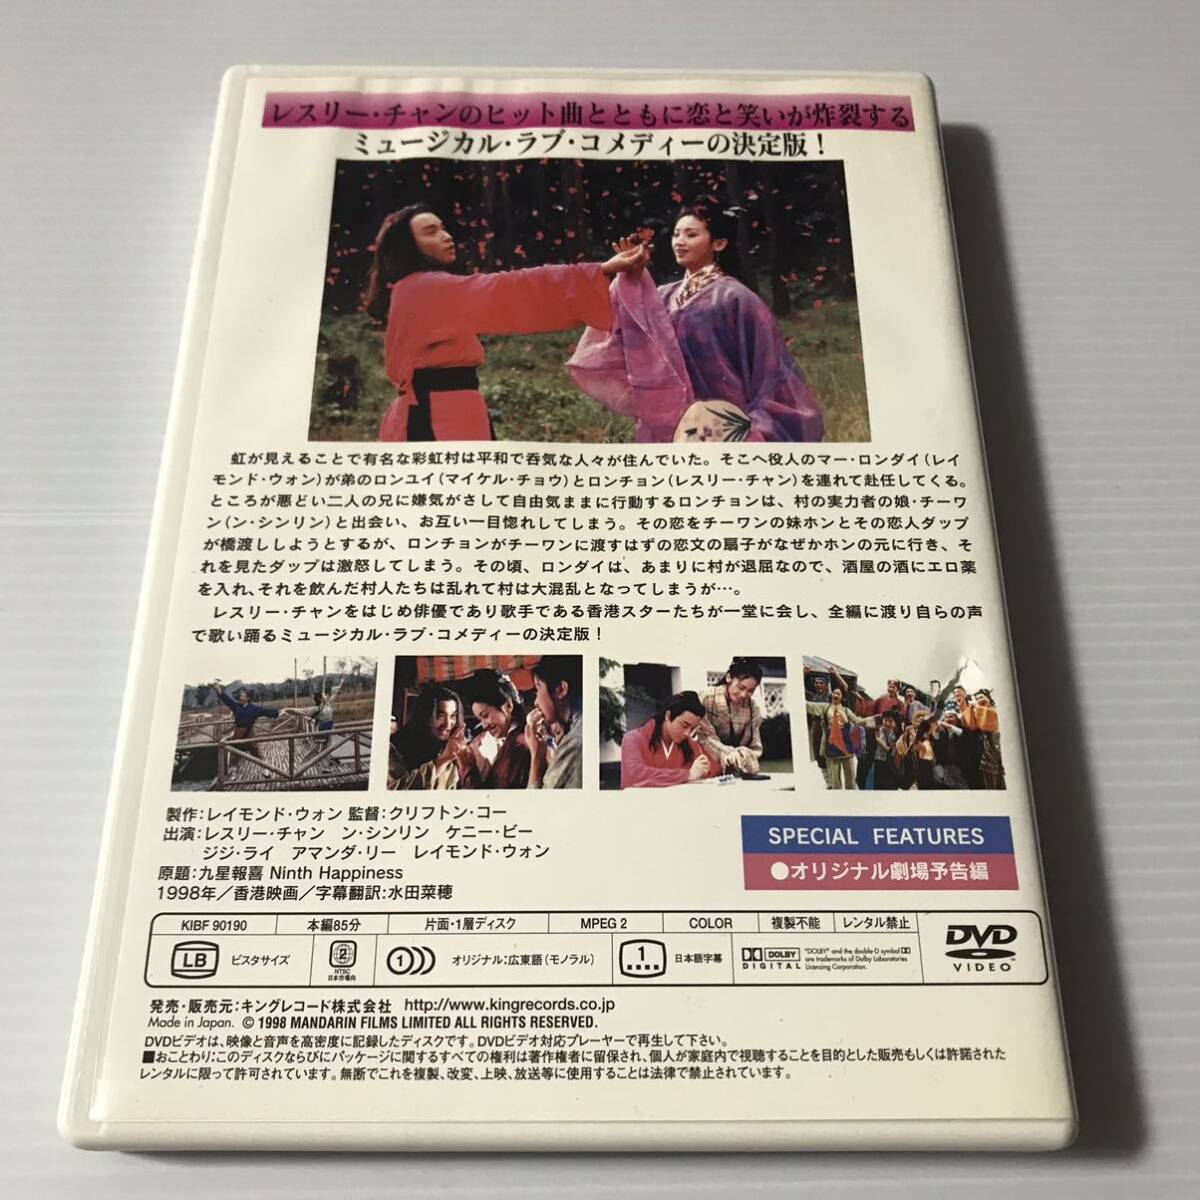 レスリー・チャンのヒット曲とともに恋と笑いが炸裂する
ミュージカル・ラブ・コメディーの決定版！
虹が見えることで有名な彩虹村は平和で呑気な人々が住んでいた。そこへ役人のマー・ロンダイ（レイ
モンド・ウォン）が弟のロンユイ（マイケル・チョウ）とロンチョン（レスリー・チャン）を連れて赴任してくる。
ところが悪どい二人の兄に嫌気がさして自由気ままに行動するロンチョンは、村の実力者の娘・チーワ
ン（ン・シンリン）と出会い、お互い一目惚れしてしまう。その恋をチーワンの妹ホンとその恋人ダップ
が橋渡ししようとするが、ロンチョンがチーワンに渡すはずの恋文の扇子がなぜかホンの元に行き、そ
れを見たダップは激怒してしまう。その頃、ロンダイは、あまりに村が退屈なので、酒屋の酒にエロ薬
を入れ、それを飲んだ村人たちは乱れて村は大混乱となってしまうが…。
レスリー・チャンをはじめ俳優であり歌手である香港スターたちが一堂に会し、全編に渡り自らの声
で歌い踊るミュージカル・ラブ・コメディーの決定版！
製作：レイモンド・ウォン 監督：クリフトン・コー
出演：レスリー・チャン ン・シンリン ケニー・ビー
ジジ・ライ アマンダ・リー レイモンド・ウォン
原題：九星報喜 Ninth Happiness
1998年／香港映画／字幕翻訳：水田菜穂
SPECIAL FEATURES
●オリジナル劇場予告編
KIBF 90190 本編85分 片面・1層ディスク MPEG 2 COLOR 複製不能 レンタル禁止
LB ビスタサイズ 2 NTSC 日本市場向 1 オリジナル：広東語（モノラル） 1 日本語字幕 DOLBY DIGITAL "DOLBY" and the double-D symbol are trademarks of Dolby Laboratories Licensing Corporation. DVD VIDEO
発売・販売元：キングレコード株式会社 http://www.kingrecords.co.jp
Made in Japan. © 1998 MANDARIN FILMS LIMITED ALL RIGHTS RESERVED.
DVDビデオは、映像と音声を高密度に記録したディスクです。DVDビデオ対応プレーヤーで再生して下さい。
■おことわり：このディスクならびにパッケージに関するすべての権利は著作権者に留保され、個人が家庭内で視聴することを目的とした販売もしくは許諾された
レンタルに限って許可されています。無断でこれを複製、改変、上映、放送等に使用することは法律で禁止されています。